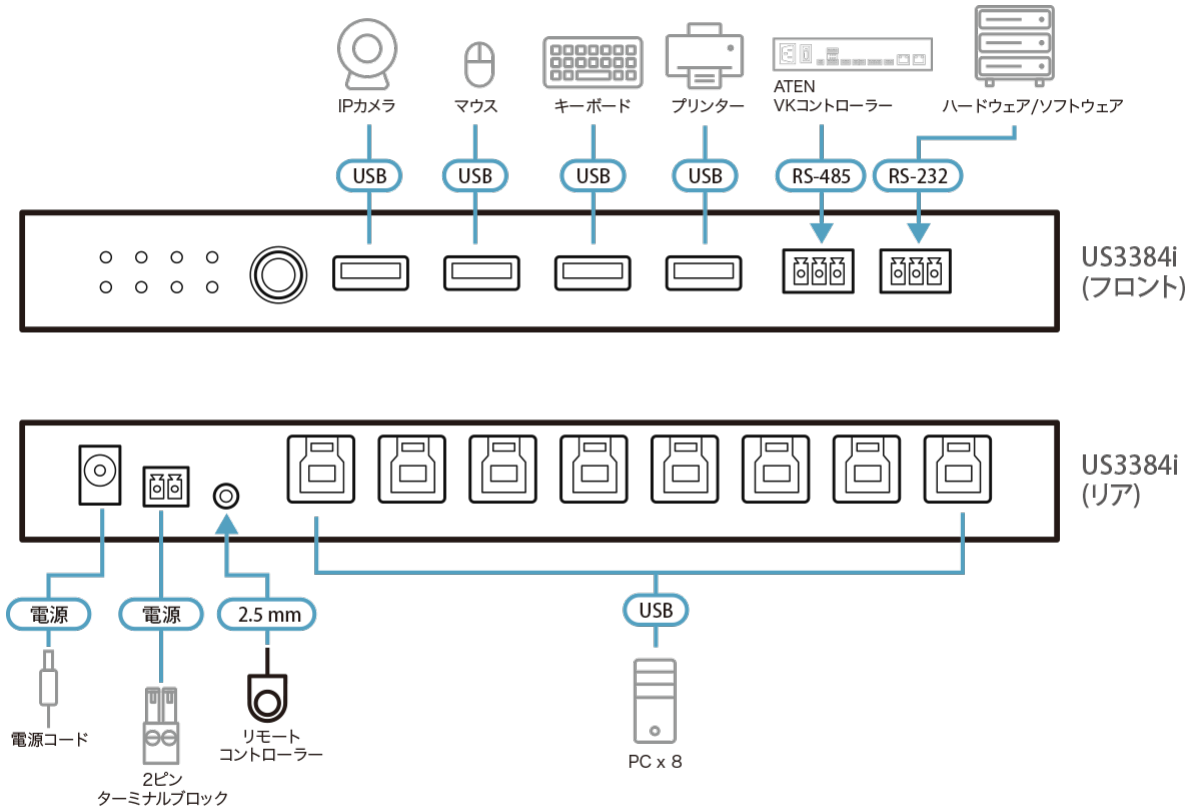 IPカメラ
マウス
キーボード
プリンター
ATEN
VKコントローラー
ハードウェア/ソフトウェア
USB
USB
USB
USB
RS-485
RS-232
US3384i
(フロント)
US3384i
(リア)
電源
電源
2.5 mm
USB
電源コード
2ピン
ターミナルブロック
リモート
コントローラー
PC x 8